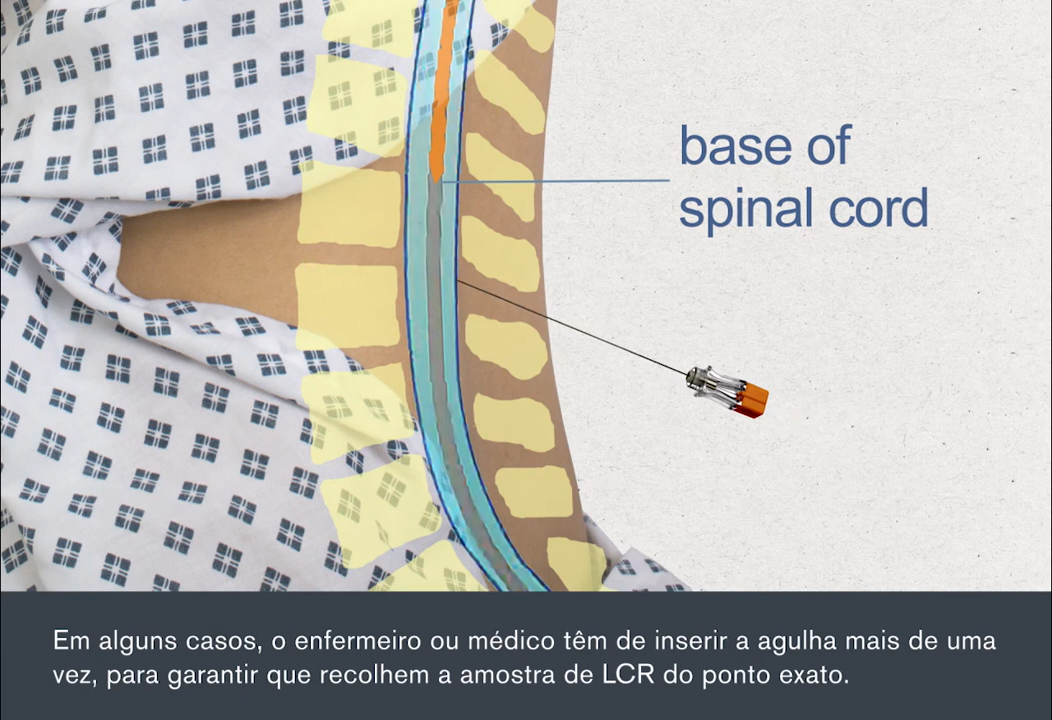 base of
spinal cord
Em alguns casos, o enfermeiro ou médico têm de inserir a agulha mais de uma
vez, para garantir que recolhem a amostra de LCR do ponto exato.